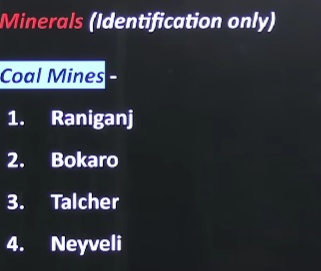 Minerals (Identification only)
Coal Mines -
1. Raniganj
2. Bokaro
3. Talcher
4. Neyveli